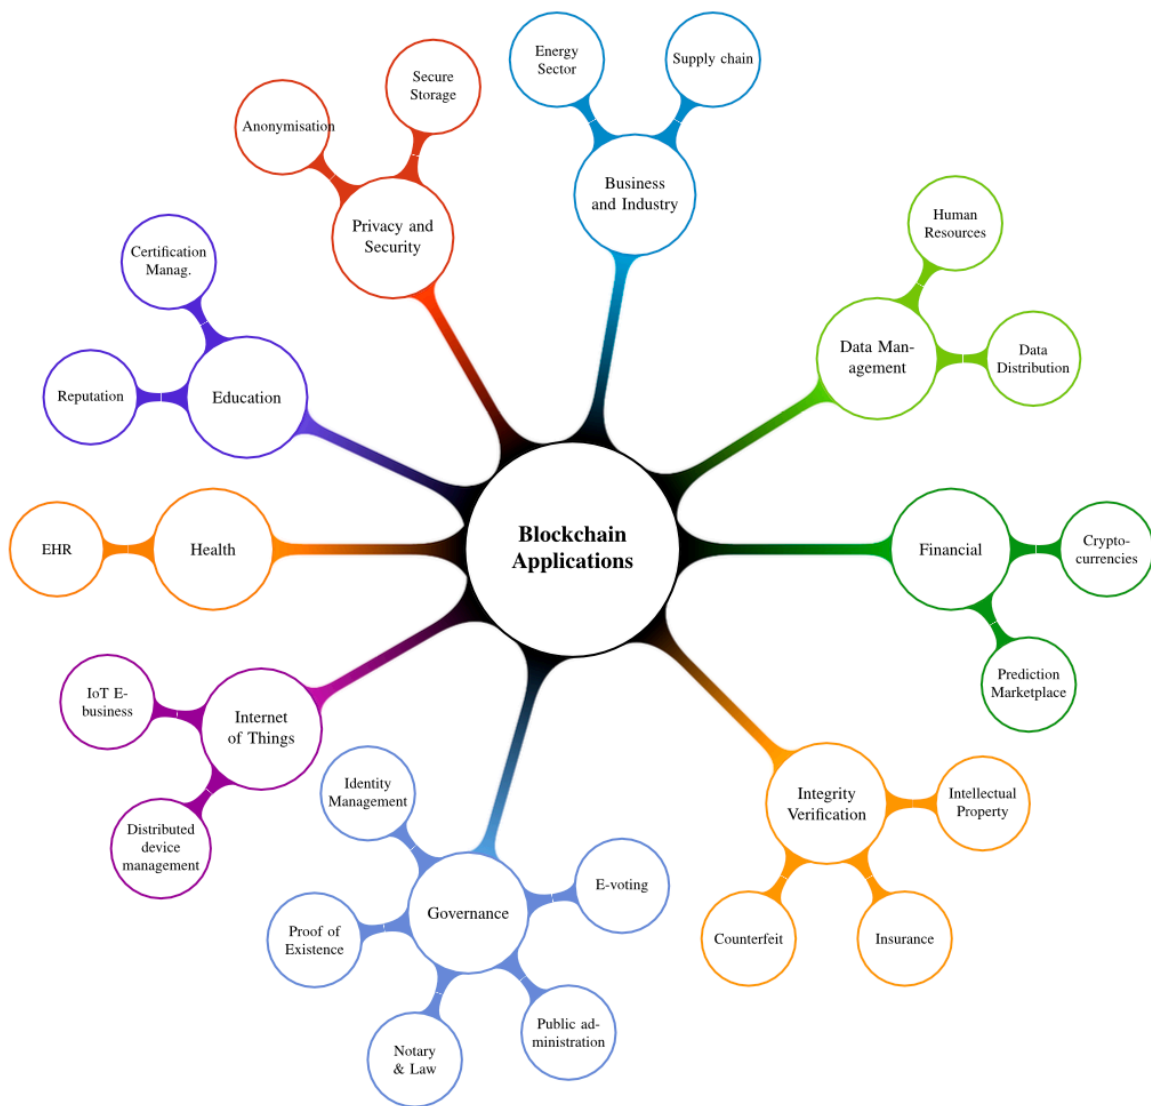 Energy
Sector
Supply chain
Secure
Storage
Anonymisation
Business
and Industry
Privacy and
Security
Human
Resources
Certification
Manag.
Data Man-
agement
Data
Distribution
Reputation
Education
Blockchain
Applications
EHR
Health
Financial
Crypto-
currencies
Prediction
Marketplace
IoT E-
business
Internet
of Things
Distributed
device
management
Identity
Management
Integrity
Verification
Intellectual
Property
E-voting
Governance
Proof of
Existence
Counterfeit
Insurance
Public ad-
ministration
Notary
& Law